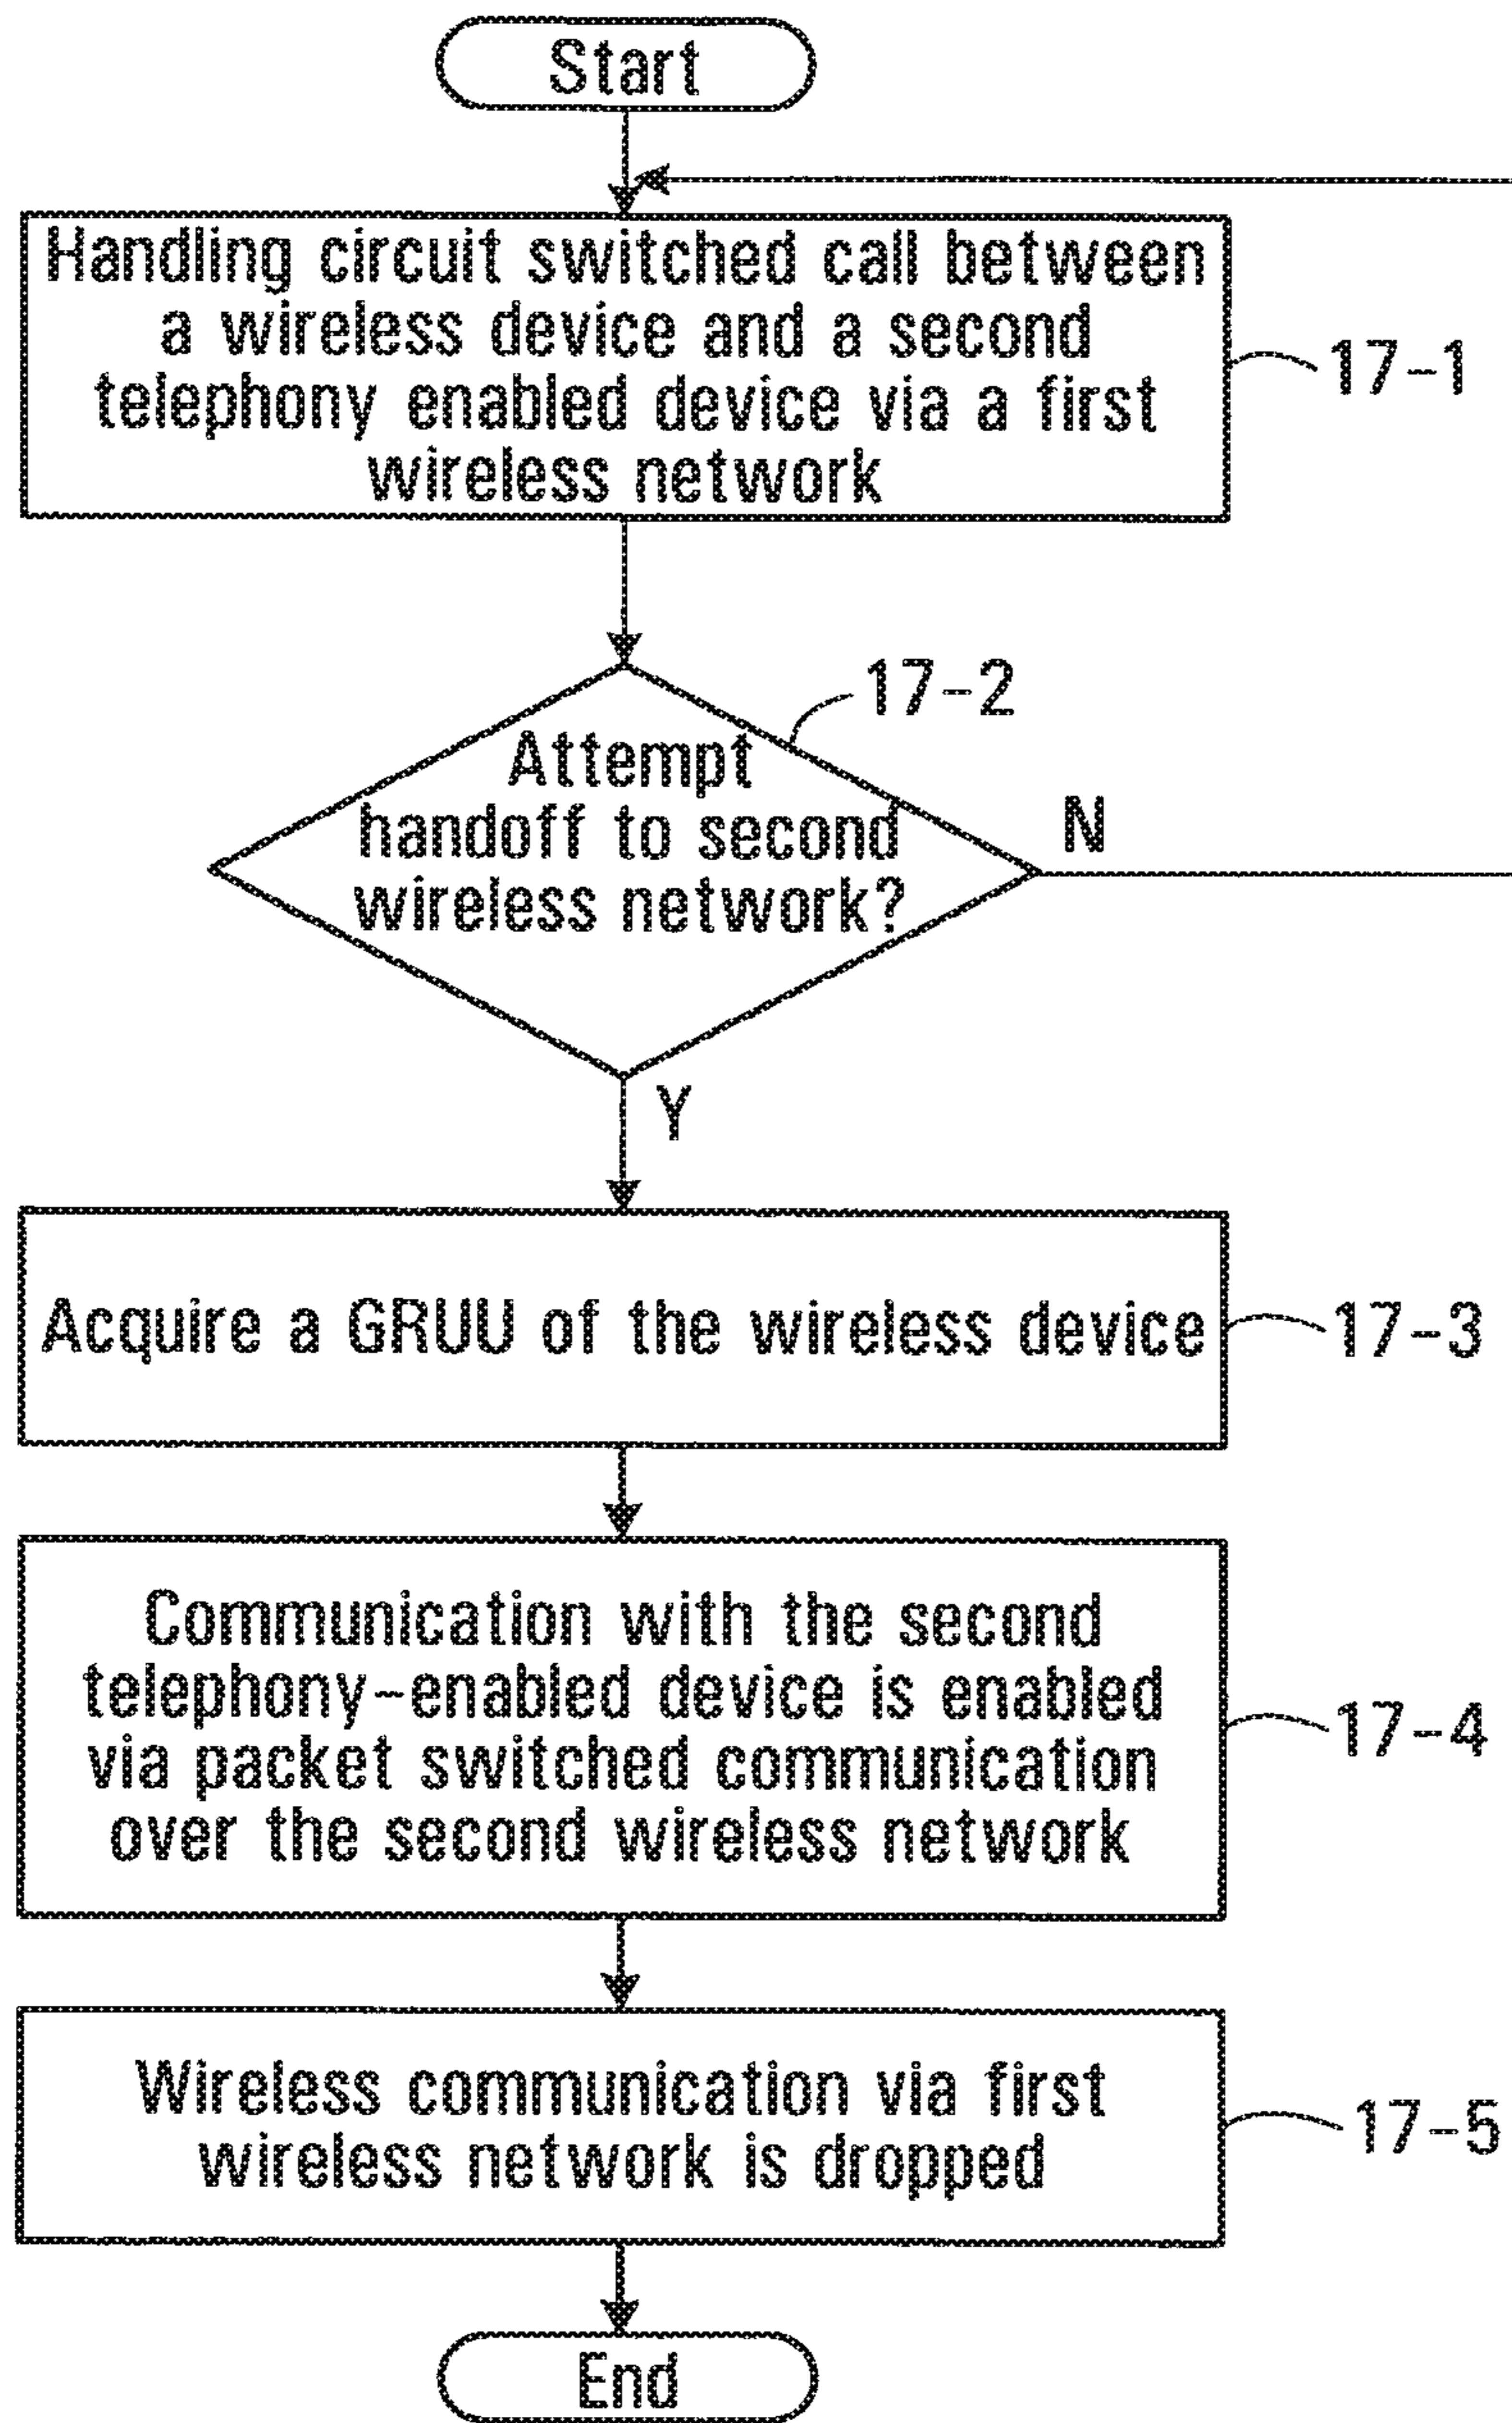 Start
Handling circuit switched call between
a wireless device and a second
telephony enabled device via a first
wireless network
17-1
17-2
Attempt
handoff to second
wireless network?
N
Y
Acquire a GRUU of the wireless device
17-3
Communication with the second
telephony-enabled device is enabled
via packet switched communication
over the second wireless network
17-4
Wireless communication via first
wireless network is dropped
17-5
End